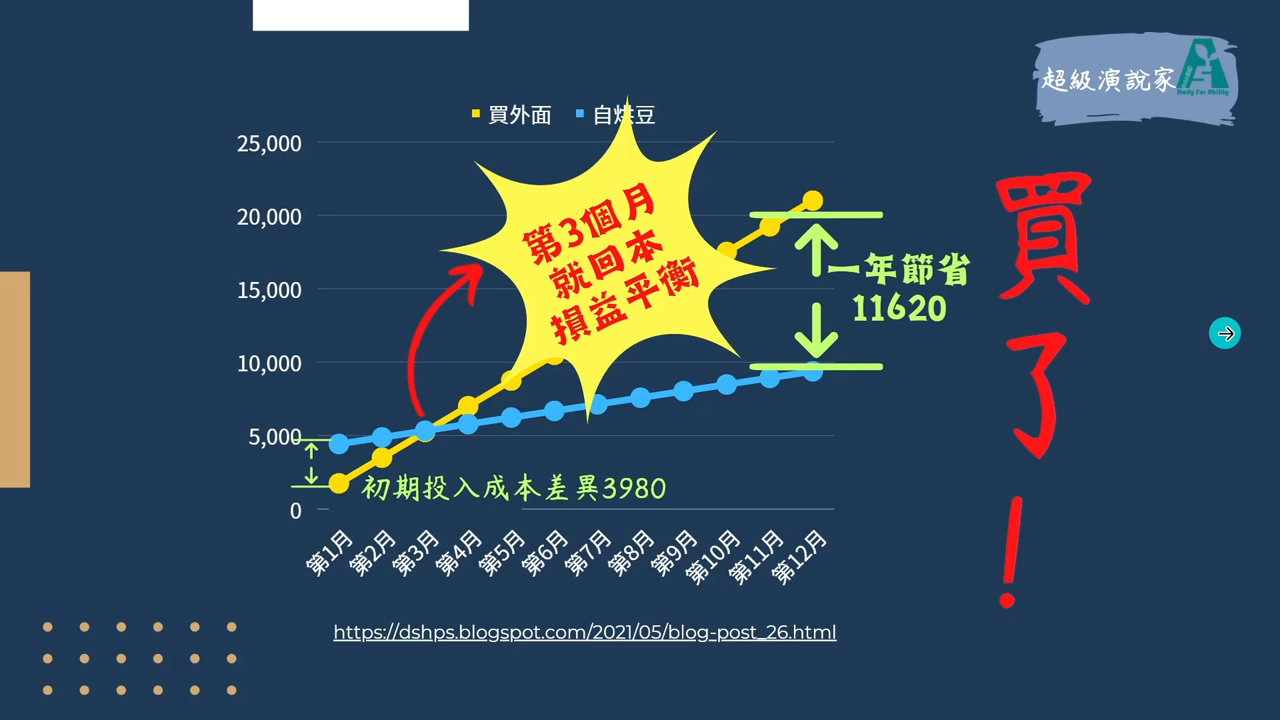 超級演說家
Ready For Ability
買外面
自烘豆
25,000
20,000
15,000
10,000
5,000
0
第3個月
就回本
損益平衡
一年節省
11620
買了!
初期投入成本差異3980
第1月
第2月
第3月
第4月
第5月
第6月
第7月
第8月
第9月
第10月
第11月
第12月
https://dshps.blogspot.com/2021/05/blog-post_26.html